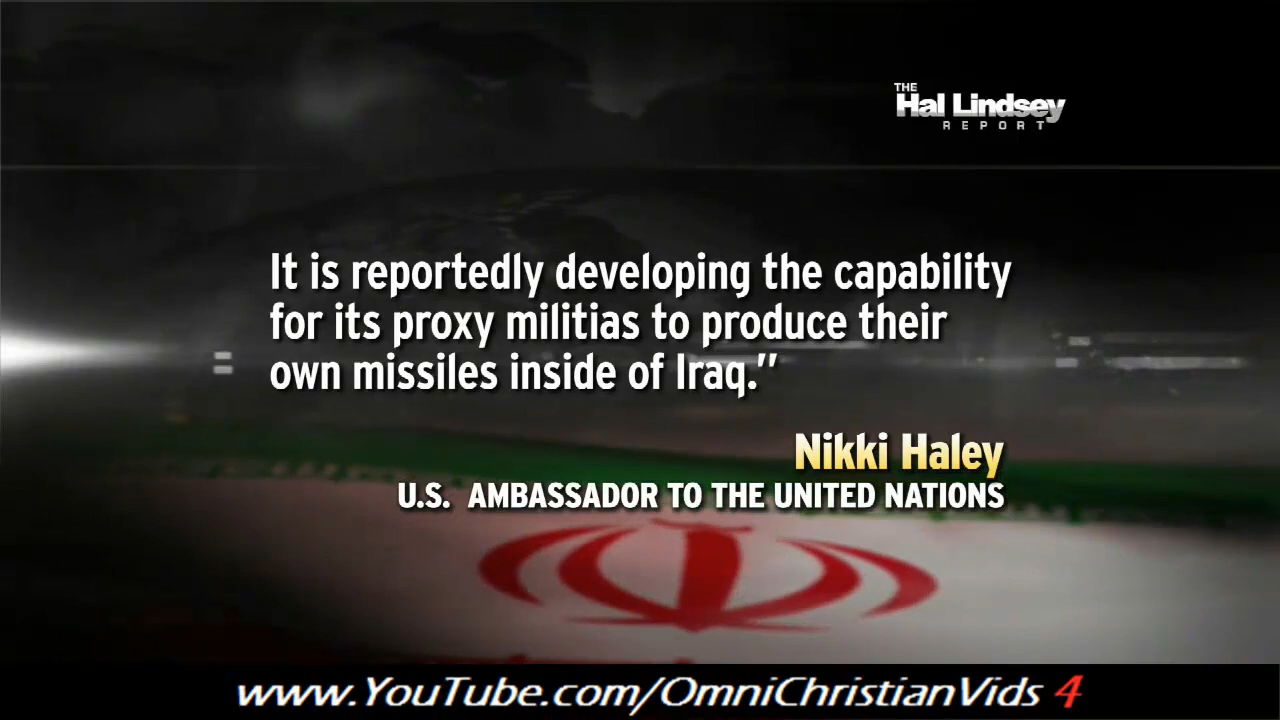 THE
Hal Lindsey
REPORT
It is reportedly developing the capability
for its proxy militias to produce their
own missiles inside of Iraq.”
Nikki Haley
U.S. AMBASSADOR TO THE UNITED NATIONS
www.YouTube.com/OmniChristianVids 4